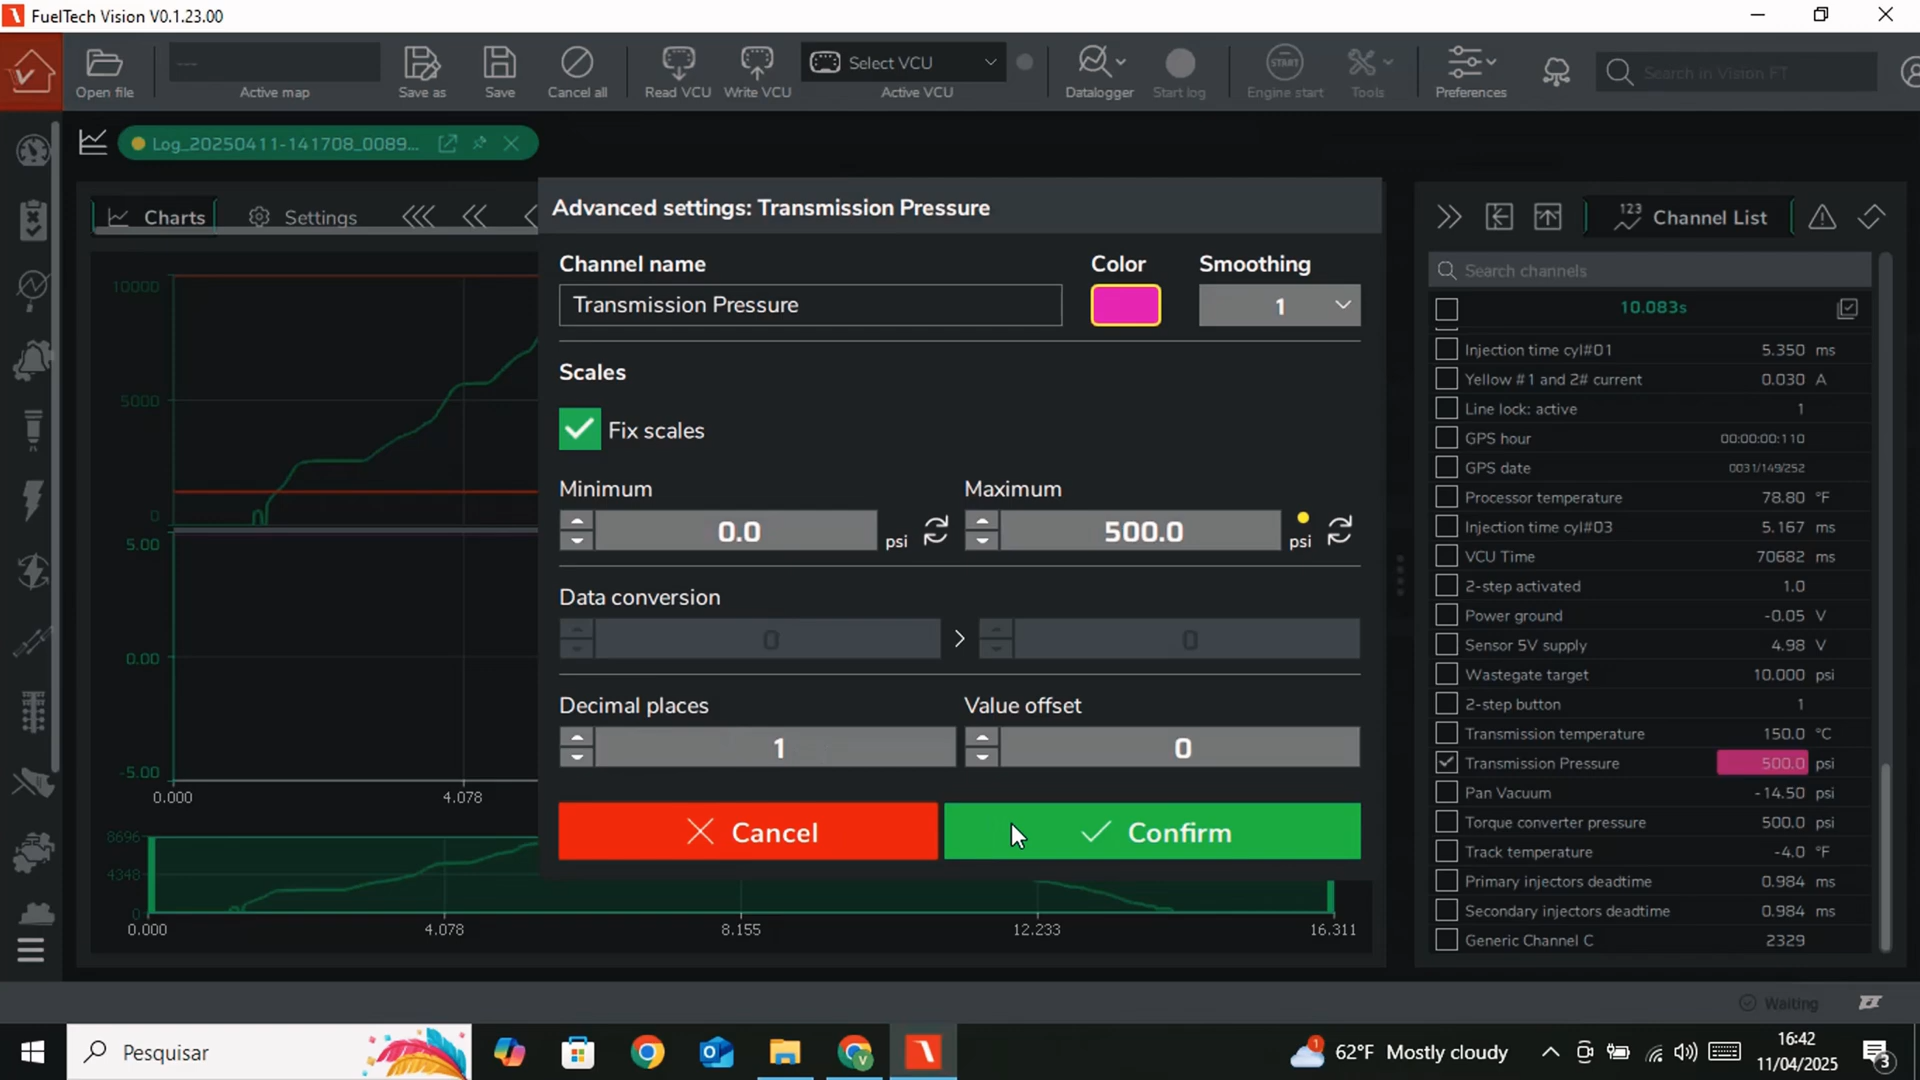 FuelTech Vision V0.1.23.00
Open file
---
Active map
Save as
Save
Cancel all
Read VCU
Write VCU
Select VCU
Active VCU
Datalogger
Start log
START
Engine start
Tools
Preferences
Search in Vision FT
Log_20250411-141708_0089...
Charts
Settings
Advanced settings: Transmission Pressure
Channel name
Color
Smoothing
Transmission Pressure
1
Scales
Fix scales
Minimum
Maximum
0.0
psi
500.0
psi
Data conversion
0
0
Decimal places
Value offset
1
0
Cancel
Confirm
10000
5000
0
5.00
0.00
-5.00
0.000
4.078
8696
4348
0
0.000
4.078
8.155
12.233
16.311
123
Channel List
Search channels
10.083s
Injection time cyl#01 5.350 ms
Yellow #1 and 2# current 0.030 A
Line lock: active 1
GPS hour 00:00:00:110
GPS date 0031/149/252
Processor temperature 78.80 °F
Injection time cyl#03 5.167 ms
VCU Time 70682 ms
2-step activated 1.0
Power ground -0.05 V
Sensor 5V supply 4.98 V
Wastegate target 10.000 psi
2-step button 1
Transmission temperature 150.0 °C
Transmission Pressure 500.0 psi
Pan Vacuum -14.50 psi
Torque converter pressure 500.0 psi
Track temperature -4.0 °F
Primary injectors deadtime 0.984 ms
Secondary injectors deadtime 0.984 ms
Generic Channel C 2329
Waiting
Pesquisar
1
62°F Mostly cloudy
16:42
11/04/2025
3